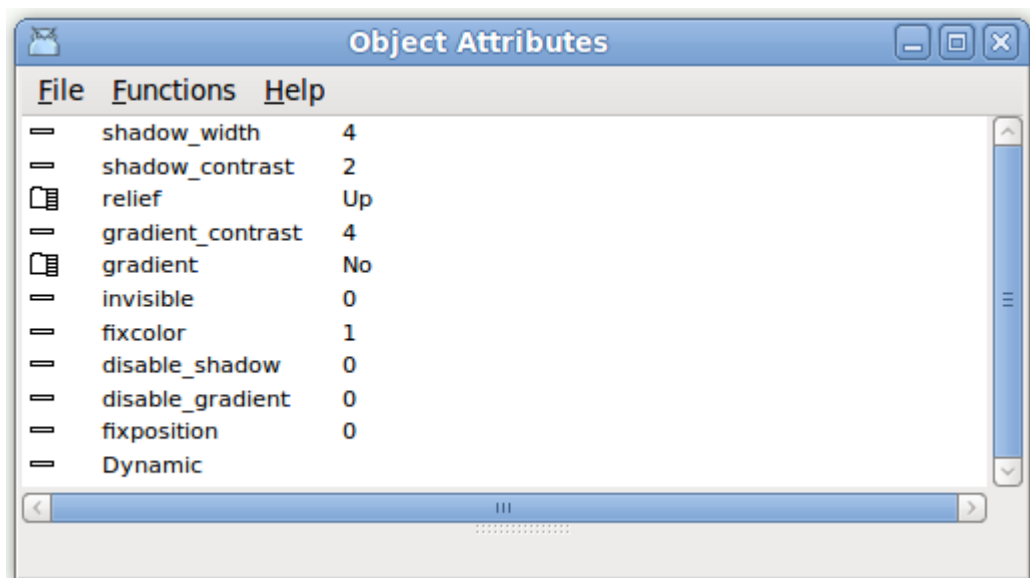 Object Attributes
File Functions Help
shadow_width 4
shadow_contrast 2
relief Up
gradient_contrast 4
gradient No
invisible 0
fixcolor 1
disable_shadow 0
disable_gradient 0
fixposition 0
Dynamic